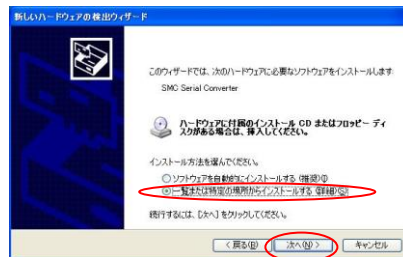 新しいハードウェアの検出ウィザード
このウィザードでは、次のハードウェアに必要なソフトウェアをインストールします
SMC Serial Converter
ハードウェアに付属のインストール CD またはフロッピー ディ
スクがある場合は、挿入してください。
インストール方法を選んでください。
ソフトウェアを自動的にインストールする (推奨)(I)
一覧または特定の場所からインストールする (詳細)(S)
続行するには、[次へ] をクリックしてください。
< 戻る(B)
次へ(N) >
キャンセル